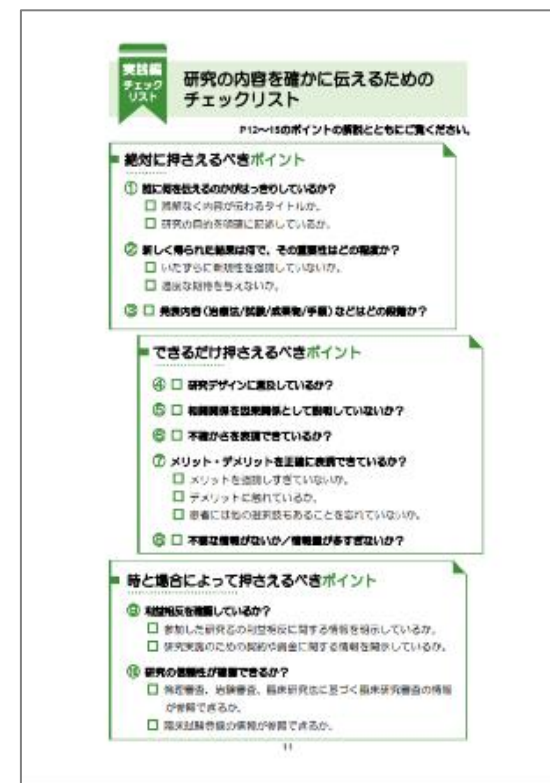 実践編
チェック
リスト
研究の内容を確かに伝えるための
チェックリスト
P12〜15のポイントの解説とともにご覧ください。
絶対に押さえるべきポイント
① 誰に何を伝えるのかがはっきりしているか？
□ 誤解なく内容が伝わるタイトルか。
□ 研究の目的を明確に記述しているか。
② 新しく得られた結果は何で、その重要性はどの程度か？
□ いたずらに新規性を強調していないか。
□ 過度な期待を与えないか。
③ □ 発表内容（治療法/試験/成果物/手順）などはどの段階か？
できるだけ押さえるべきポイント
④ □ 研究デザインに言及しているか？
⑤ □ 相関関係を因果関係として説明していないか？
⑥ □ 不確かさを表現できているか？
⑦ メリット・デメリットを正確に表現できているか？
□ メリットを強調しすぎていないか。
□ デメリットに触れているか。
□ 患者には他の選択肢もあることを忘れていないか。
⑧ □ 不要な情報がないか／情報量が多すぎないか？
時と場合によって押さえるべきポイント
⑨ 利益相反を確認しているか？
□ 参加した研究者の利益相反に関する情報を明示しているか。
□ 研究実施のための契約や資金に関する情報を開示しているか。
⑩ 研究の信頼性が確認できるか？
□ 倫理審査、治験審査、臨床研究法に基づく臨床研究審査の情報
が参照できるか。
□ 臨床試験登録の情報が参照できるか。
11